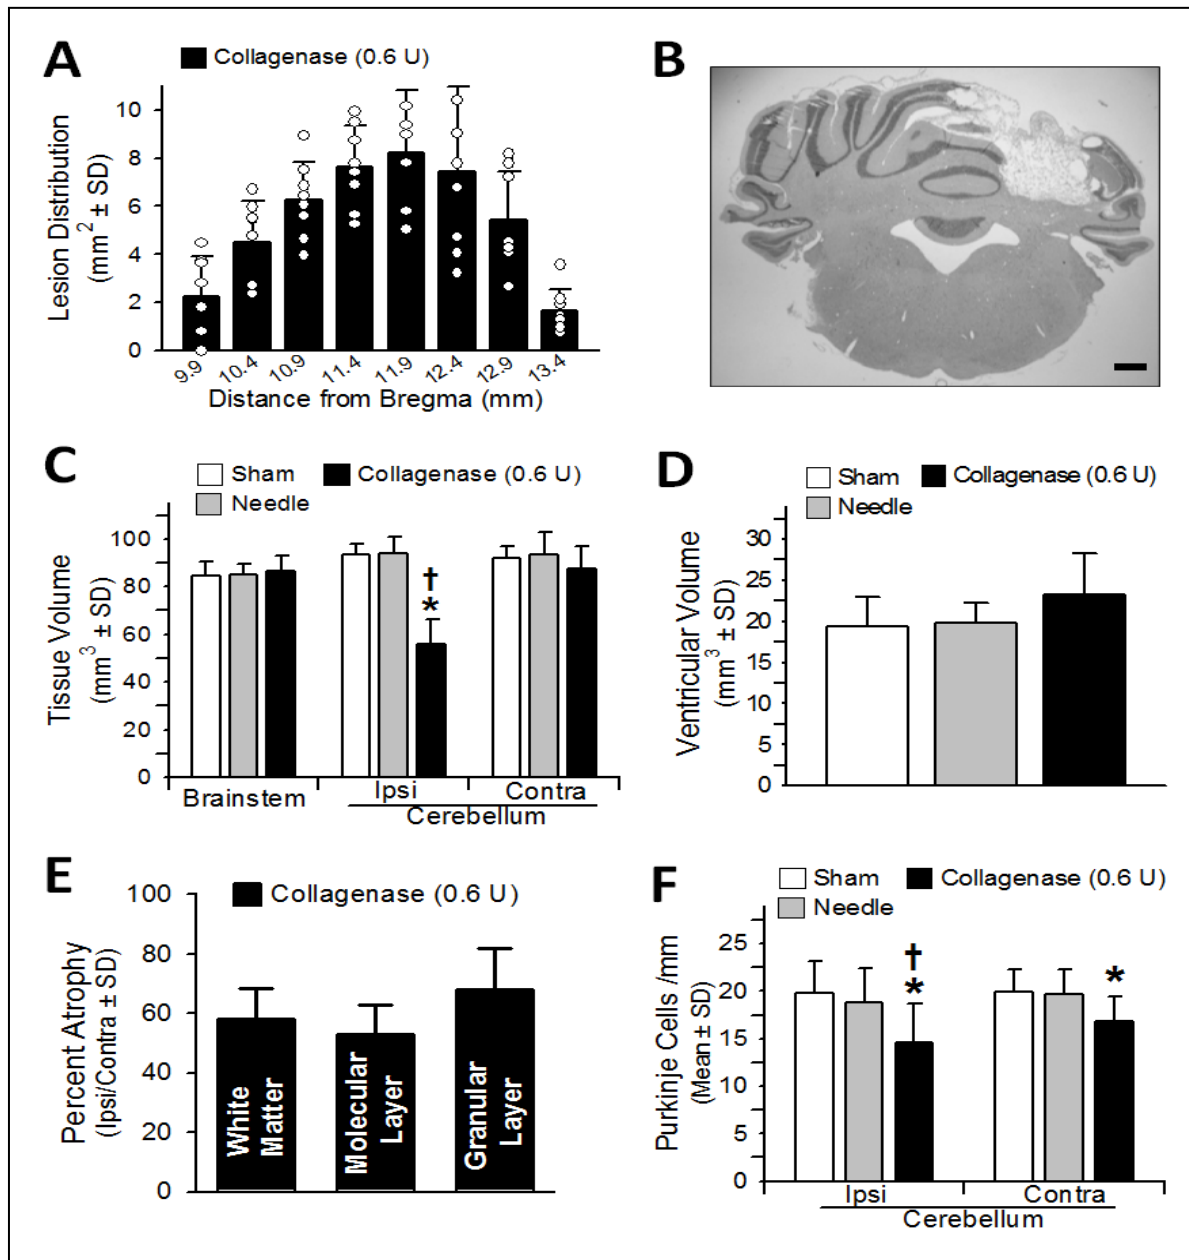 A
Collagenase (0.6 U)
Lesion Distribution
(mm² ± SD)
10
8
6
4
2
0
9.9 10.4 10.9 11.4 11.9 12.4 12.9 13.4
Distance from Bregma (mm)
B
C
Sham Collagenase (0.6 U)
Needle
Tissue Volume
(mm³ ± SD)
100
80
60
40
20
0
†
*
Brainstem Ipsi Contra
Cerebellum
D
Sham Collagenase (0.6 U)
Needle
Ventricular Volume
(mm³ ± SD)
30
25
20
15
10
5
0
E
Collagenase (0.6 U)
Percent Atrophy
(Ipsi/Contra ± SD)
100
80
60
40
20
0
White
Matter
Molecular
Layer
Granular
Layer
F
Sham Collagenase (0.6 U)
Needle
Purkinje Cells /mm
(Mean ± SD)
25
20
15
10
5
0
†
* *
Ipsi Contra
Cerebellum